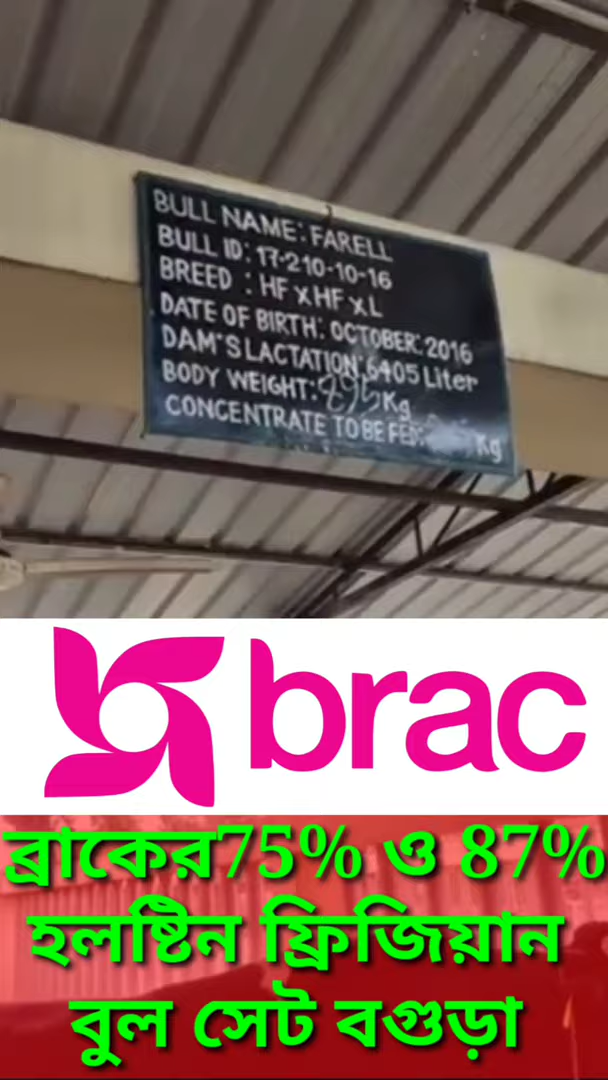 BULL NAME: FARELL
BULL ID: 17-210-10-16
BREED : HF x HF x L
DATE OF BIRTH: OCTOBER: 2016
DAM'S LACTATION: 6405 Liter
BODY WEIGHT: 895 Kg
CONCENTRATE TO BE FED: Kg
brac
ব্রাকের75% ও 87%
হলষ্টিন ফ্রিজিয়ান
বুল সেট বগুড়া